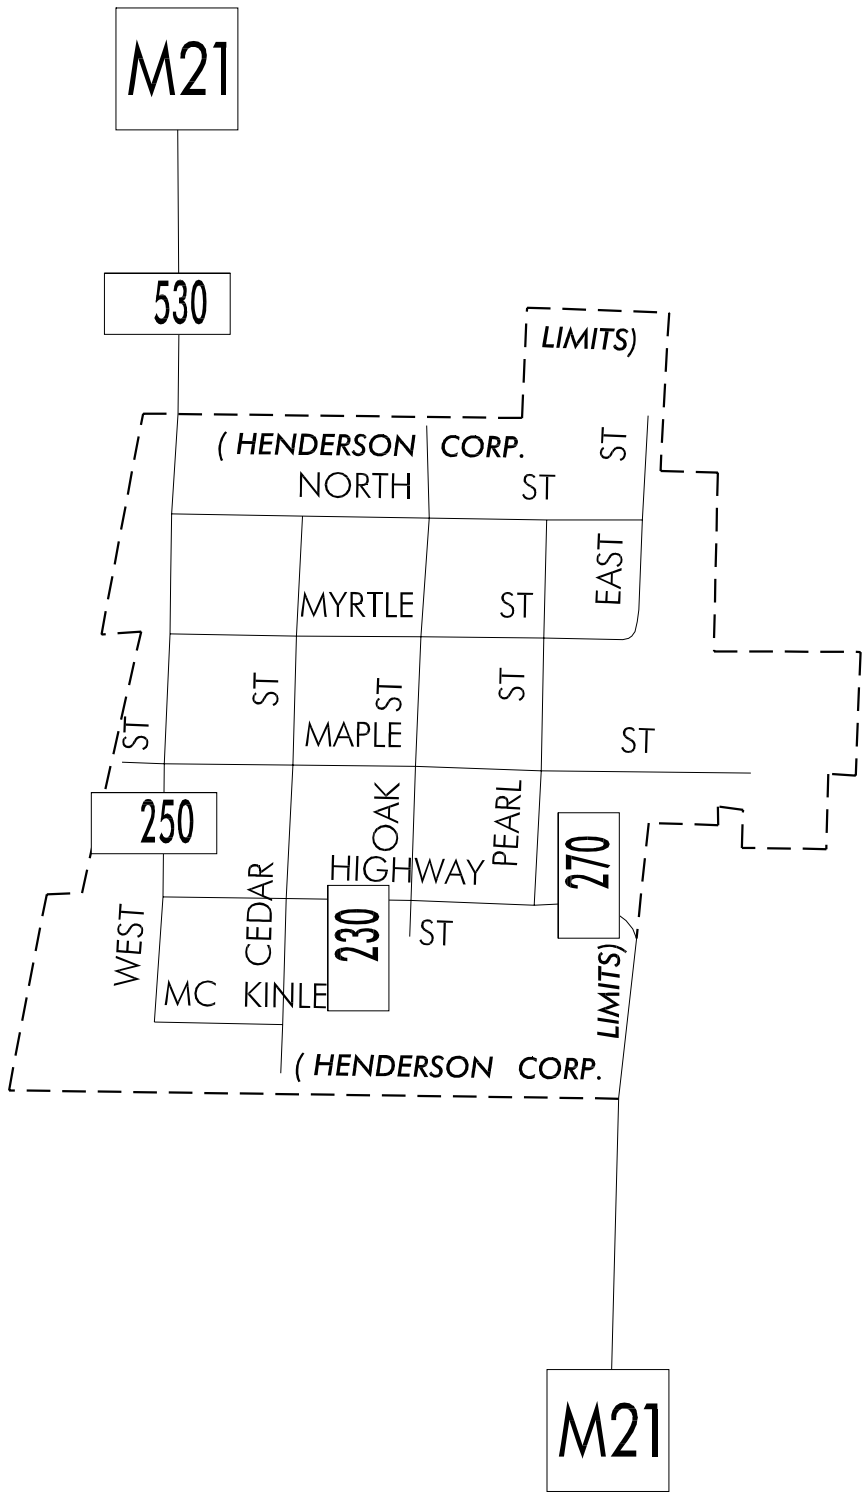 M21
530
LIMITS)
( HENDERSON CORP.
NORTH ST
EAST ST
MYRTLE ST
WEST ST
CEDAR ST
OAK ST
PEARL ST
MAPLE ST
250
270
HIGHWAY ST
230
MC KINLE
LIMITS)
( HENDERSON CORP.
M21